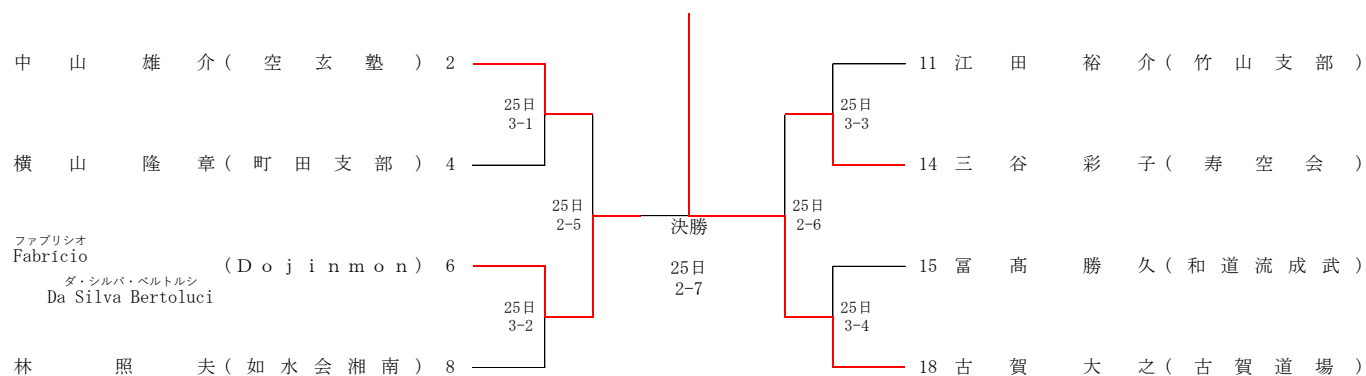 中山雄介(空玄塾) 2
25日
3-1
横山隆章(町田支部) 4
25日
2-5
ファブリシオ
Fabrício
(Dojinmon) 6
ダ・シルバ・ベルトルシ
Da Silva Bertoluci
25日
3-2
林照夫(如水会湘南) 8
決勝
25日
2-7
11 江田裕介(竹山支部)
25日
3-3
14 三谷彩子(寿空会)
25日
2-6
15 冨髙勝久(和道流成武)
25日
3-4
18 古賀大之(古賀道場)